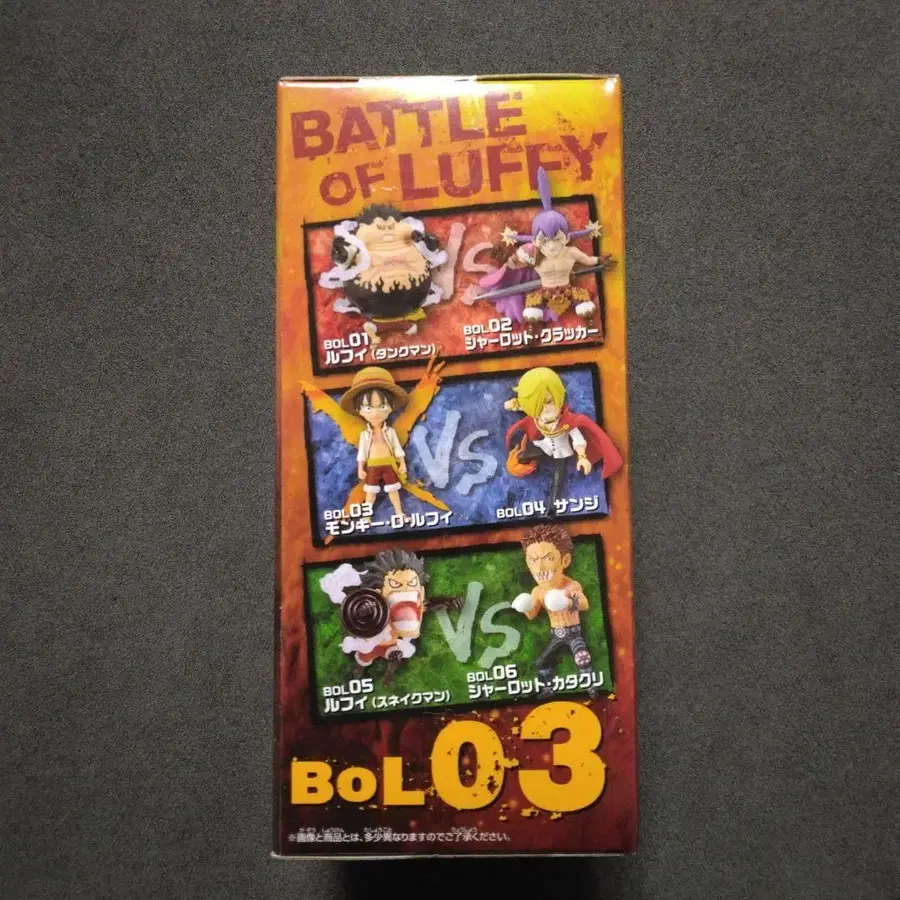 BATTLE
OF LUFFY
VS
BOL01
ルフィ(タンクマン)
BOL02
シャーロット・クラッカー
VS
BOL03
モンキー・D・ルフィ
BOL04 サンジ
VS
BOL05
ルフィ(スネイクマン)
BOL06
シャーロット・カタクリ
BoL03
※画像と商品とは、多少異なりますのでご了承ください。